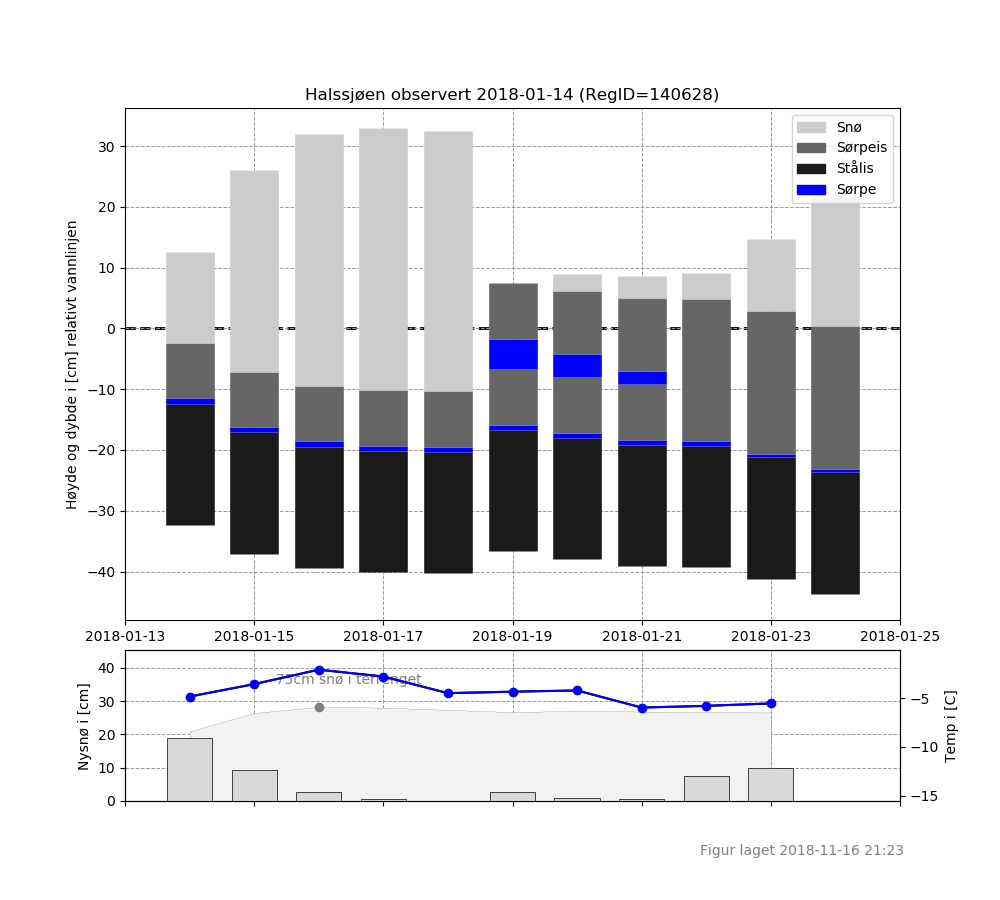 Halssjøen observert 2018-01-14 (RegID=140628)
Høyde og dybde i [cm] relativt vannlinjen
30
20
10
0
−10
−20
−30
−40
Snø
Sørpeis
Stålis
Sørpe
2018-01-13 2018-01-15 2018-01-17 2018-01-19 2018-01-21 2018-01-23 2018-01-25
Nysnø i [cm]
40
30
20
10
0
75cm snø i terrenget
−5
−10
−15
Temp i [C]
Figur laget 2018-11-16 21:23